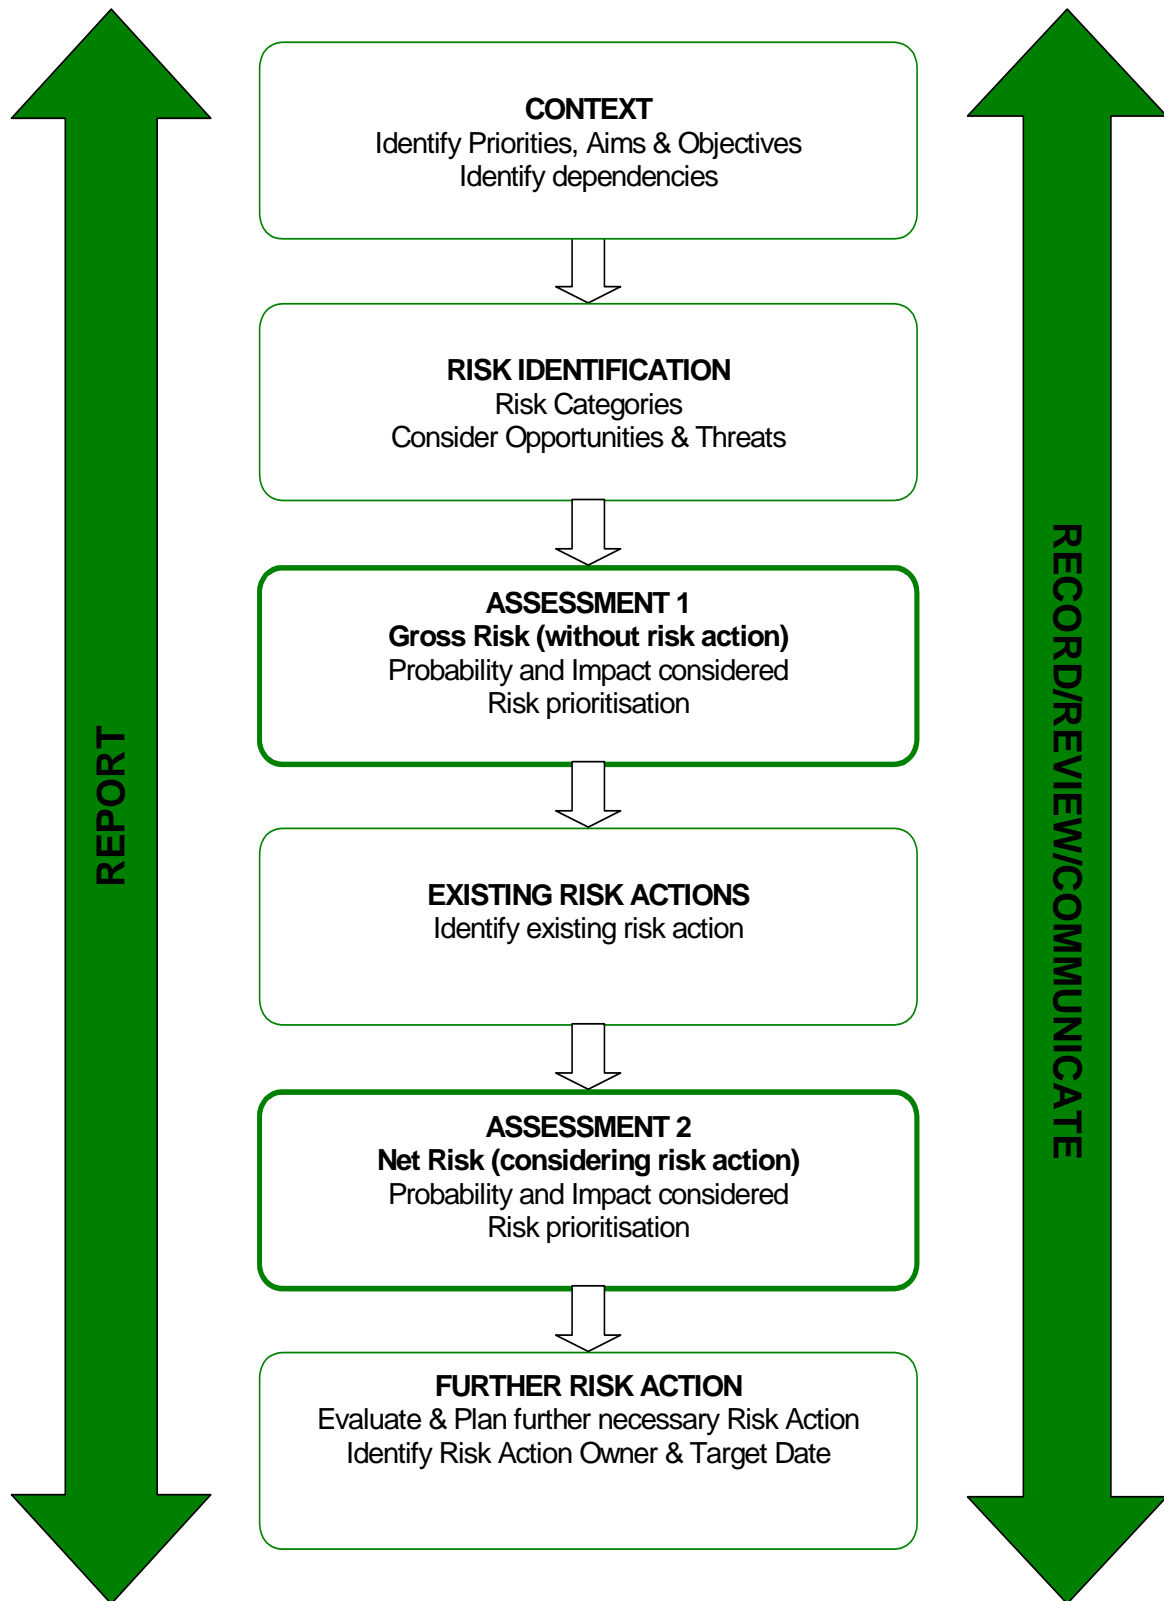 CONTEXT
Identify Priorities, Aims & Objectives
Identify dependencies
RISK IDENTIFICATION
Risk Categories
Consider Opportunities & Threats
ASSESSMENT 1
Gross Risk (without risk action)
Probability and Impact considered
Risk prioritisation
EXISTING RISK ACTIONS
Identify existing risk action
ASSESSMENT 2
Net Risk (considering risk action)
Probability and Impact considered
Risk prioritisation
FURTHER RISK ACTION
Evaluate & Plan further necessary Risk Action
Identify Risk Action Owner & Target Date
REPORT
RECORD/REVIEW/COMMUNICATE